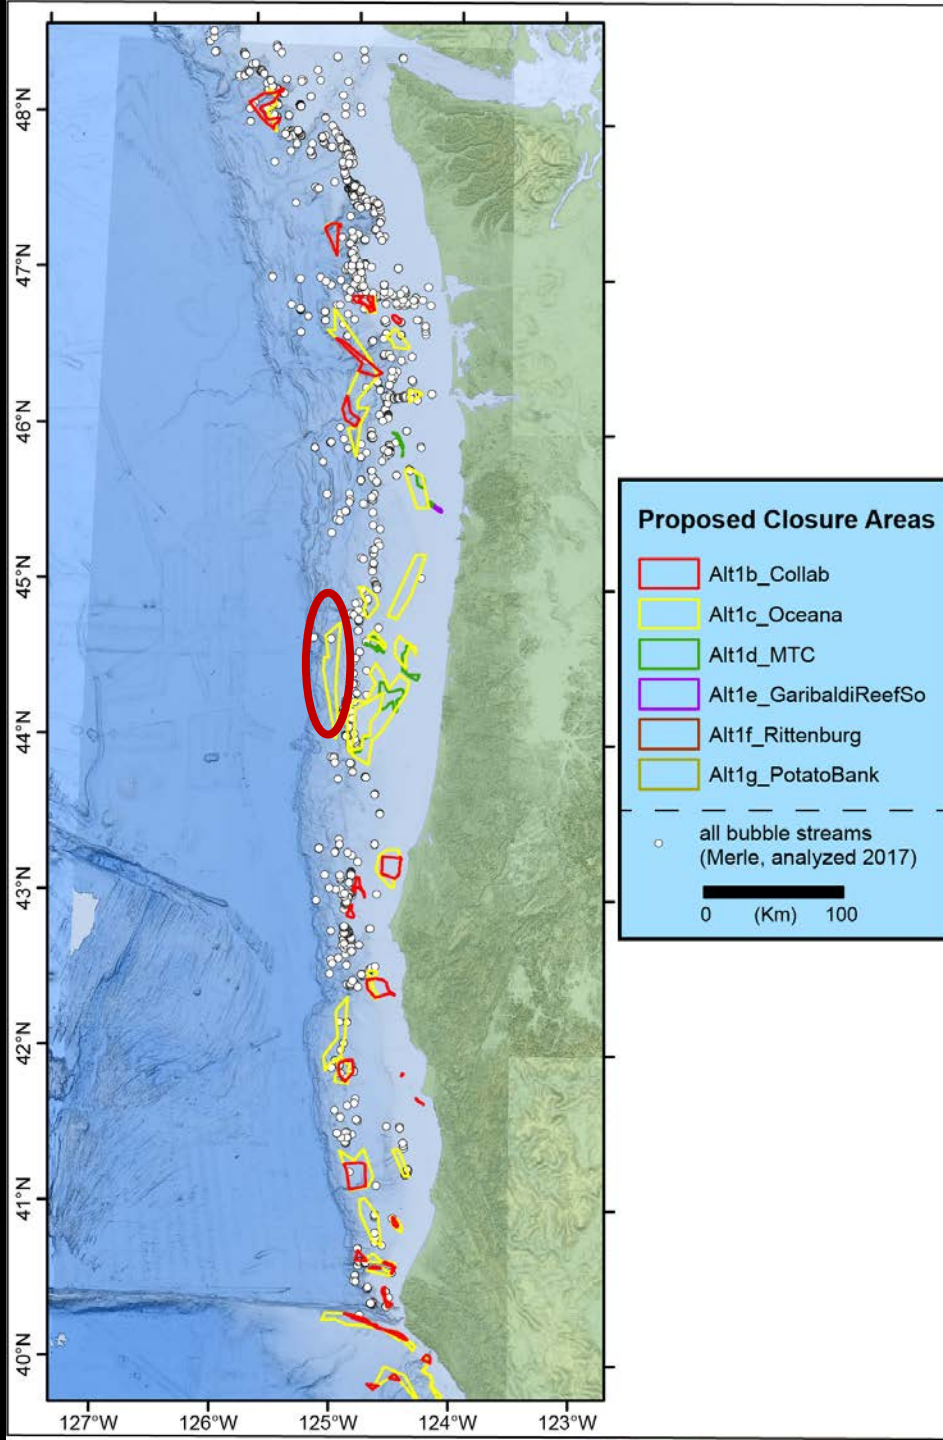 48°N
47°N
46°N
45°N
44°N
43°N
42°N
41°N
40°N
127°W
126°W
125°W
124°W
123°W
Proposed Closure Areas
Alt1b_Collab
Alt1c_Oceana
Alt1d_MTC
Alt1e_GaribaldiReefSo
Alt1f_Rittenburg
Alt1g_PotatoBank
all bubble streams
(Merle, analyzed 2017)
0 (Km) 100